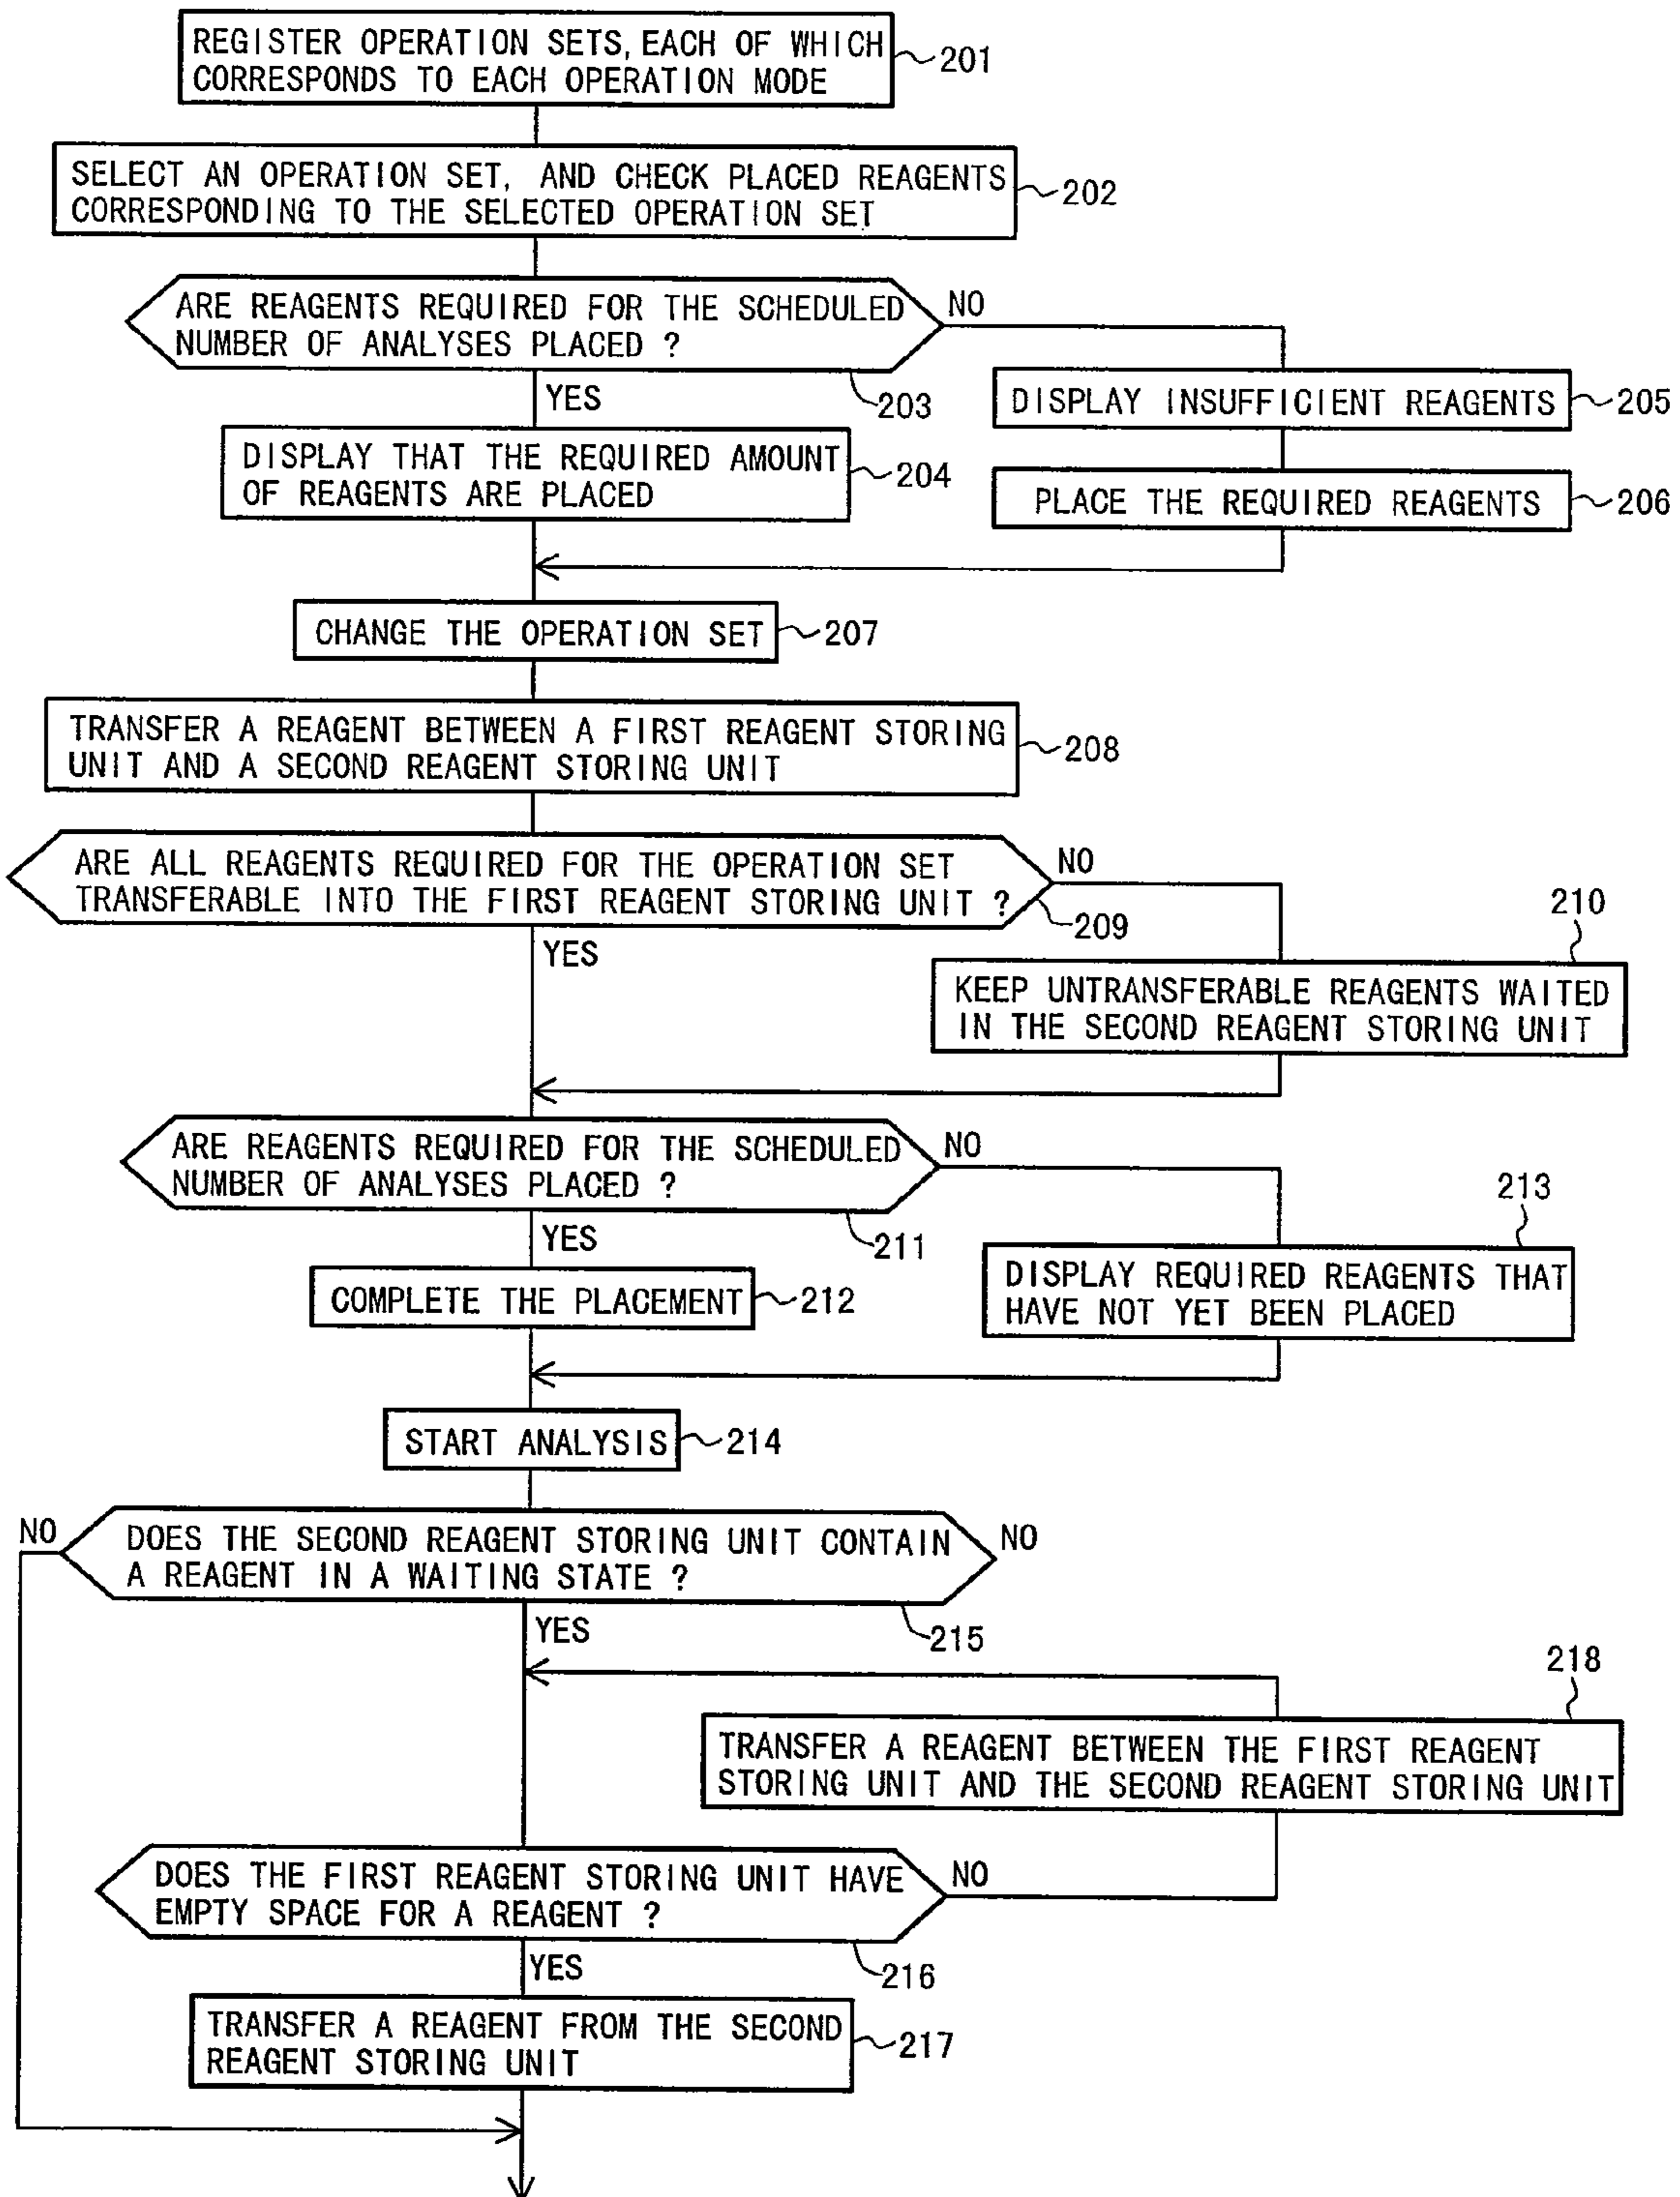 REGISTER OPERATION SETS, EACH OF WHICH
CORRESPONDS TO EACH OPERATION MODE
201
SELECT AN OPERATION SET, AND CHECK PLACED REAGENTS
CORRESPONDING TO THE SELECTED OPERATION SET
202
ARE REAGENTS REQUIRED FOR THE SCHEDULED
NUMBER OF ANALYSES PLACED ?
NO
203
YES
DISPLAY INSUFFICIENT REAGENTS
205
DISPLAY THAT THE REQUIRED AMOUNT
OF REAGENTS ARE PLACED
204
PLACE THE REQUIRED REAGENTS
206
CHANGE THE OPERATION SET
207
TRANSFER A REAGENT BETWEEN A FIRST REAGENT STORING
UNIT AND A SECOND REAGENT STORING UNIT
208
ARE ALL REAGENTS REQUIRED FOR THE OPERATION SET
TRANSFERABLE INTO THE FIRST REAGENT STORING UNIT ?
NO
209
YES
210
KEEP UNTRANSFERABLE REAGENTS WAITED
IN THE SECOND REAGENT STORING UNIT
ARE REAGENTS REQUIRED FOR THE SCHEDULED
NUMBER OF ANALYSES PLACED ?
NO
211
YES
213
COMPLETE THE PLACEMENT
212
DISPLAY REQUIRED REAGENTS THAT
HAVE NOT YET BEEN PLACED
START ANALYSIS
214
NO
DOES THE SECOND REAGENT STORING UNIT CONTAIN
A REAGENT IN A WAITING STATE ?
NO
215
YES
218
TRANSFER A REAGENT BETWEEN THE FIRST REAGENT
STORING UNIT AND THE SECOND REAGENT STORING UNIT
DOES THE FIRST REAGENT STORING UNIT HAVE
EMPTY SPACE FOR A REAGENT ?
NO
216
YES
TRANSFER A REAGENT FROM THE SECOND
REAGENT STORING UNIT
217